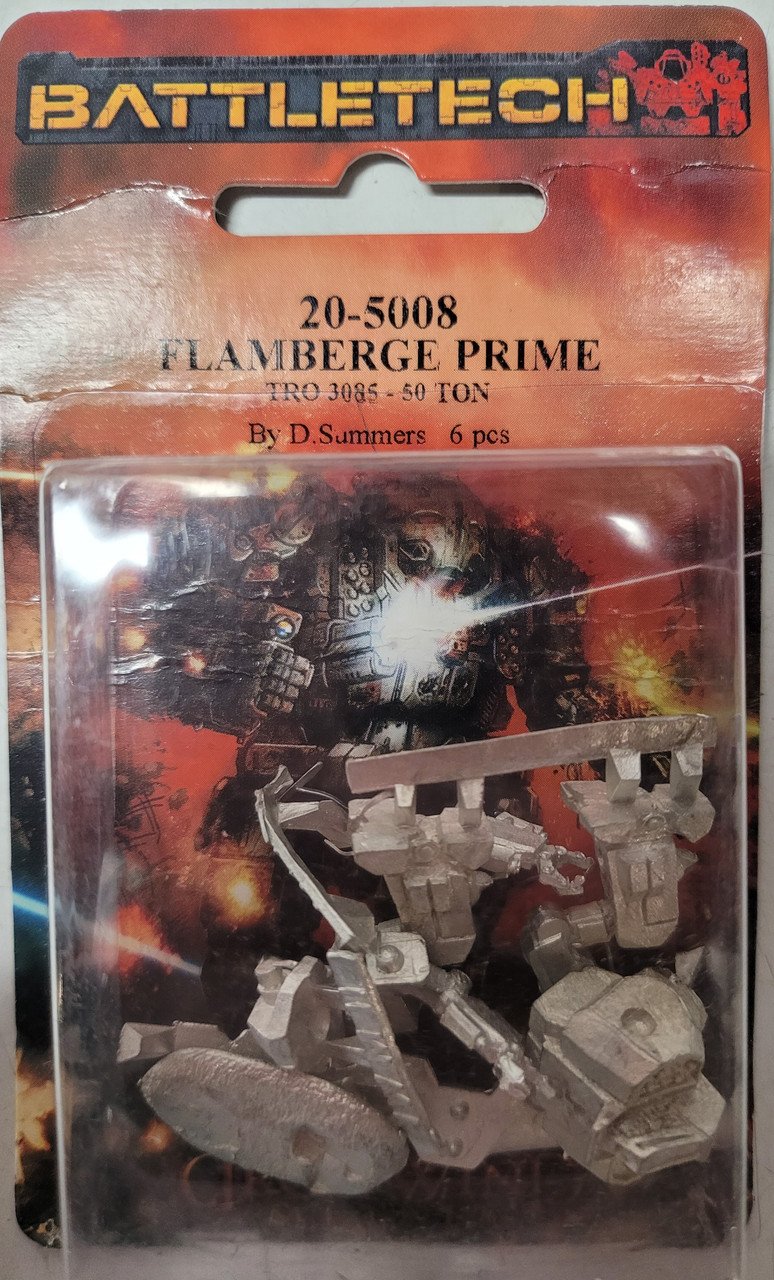 BATTLETECH
20-5008
FLAMBERGE PRIME
TRO 3085 - 50 TON
By D.Summers 6 pcs